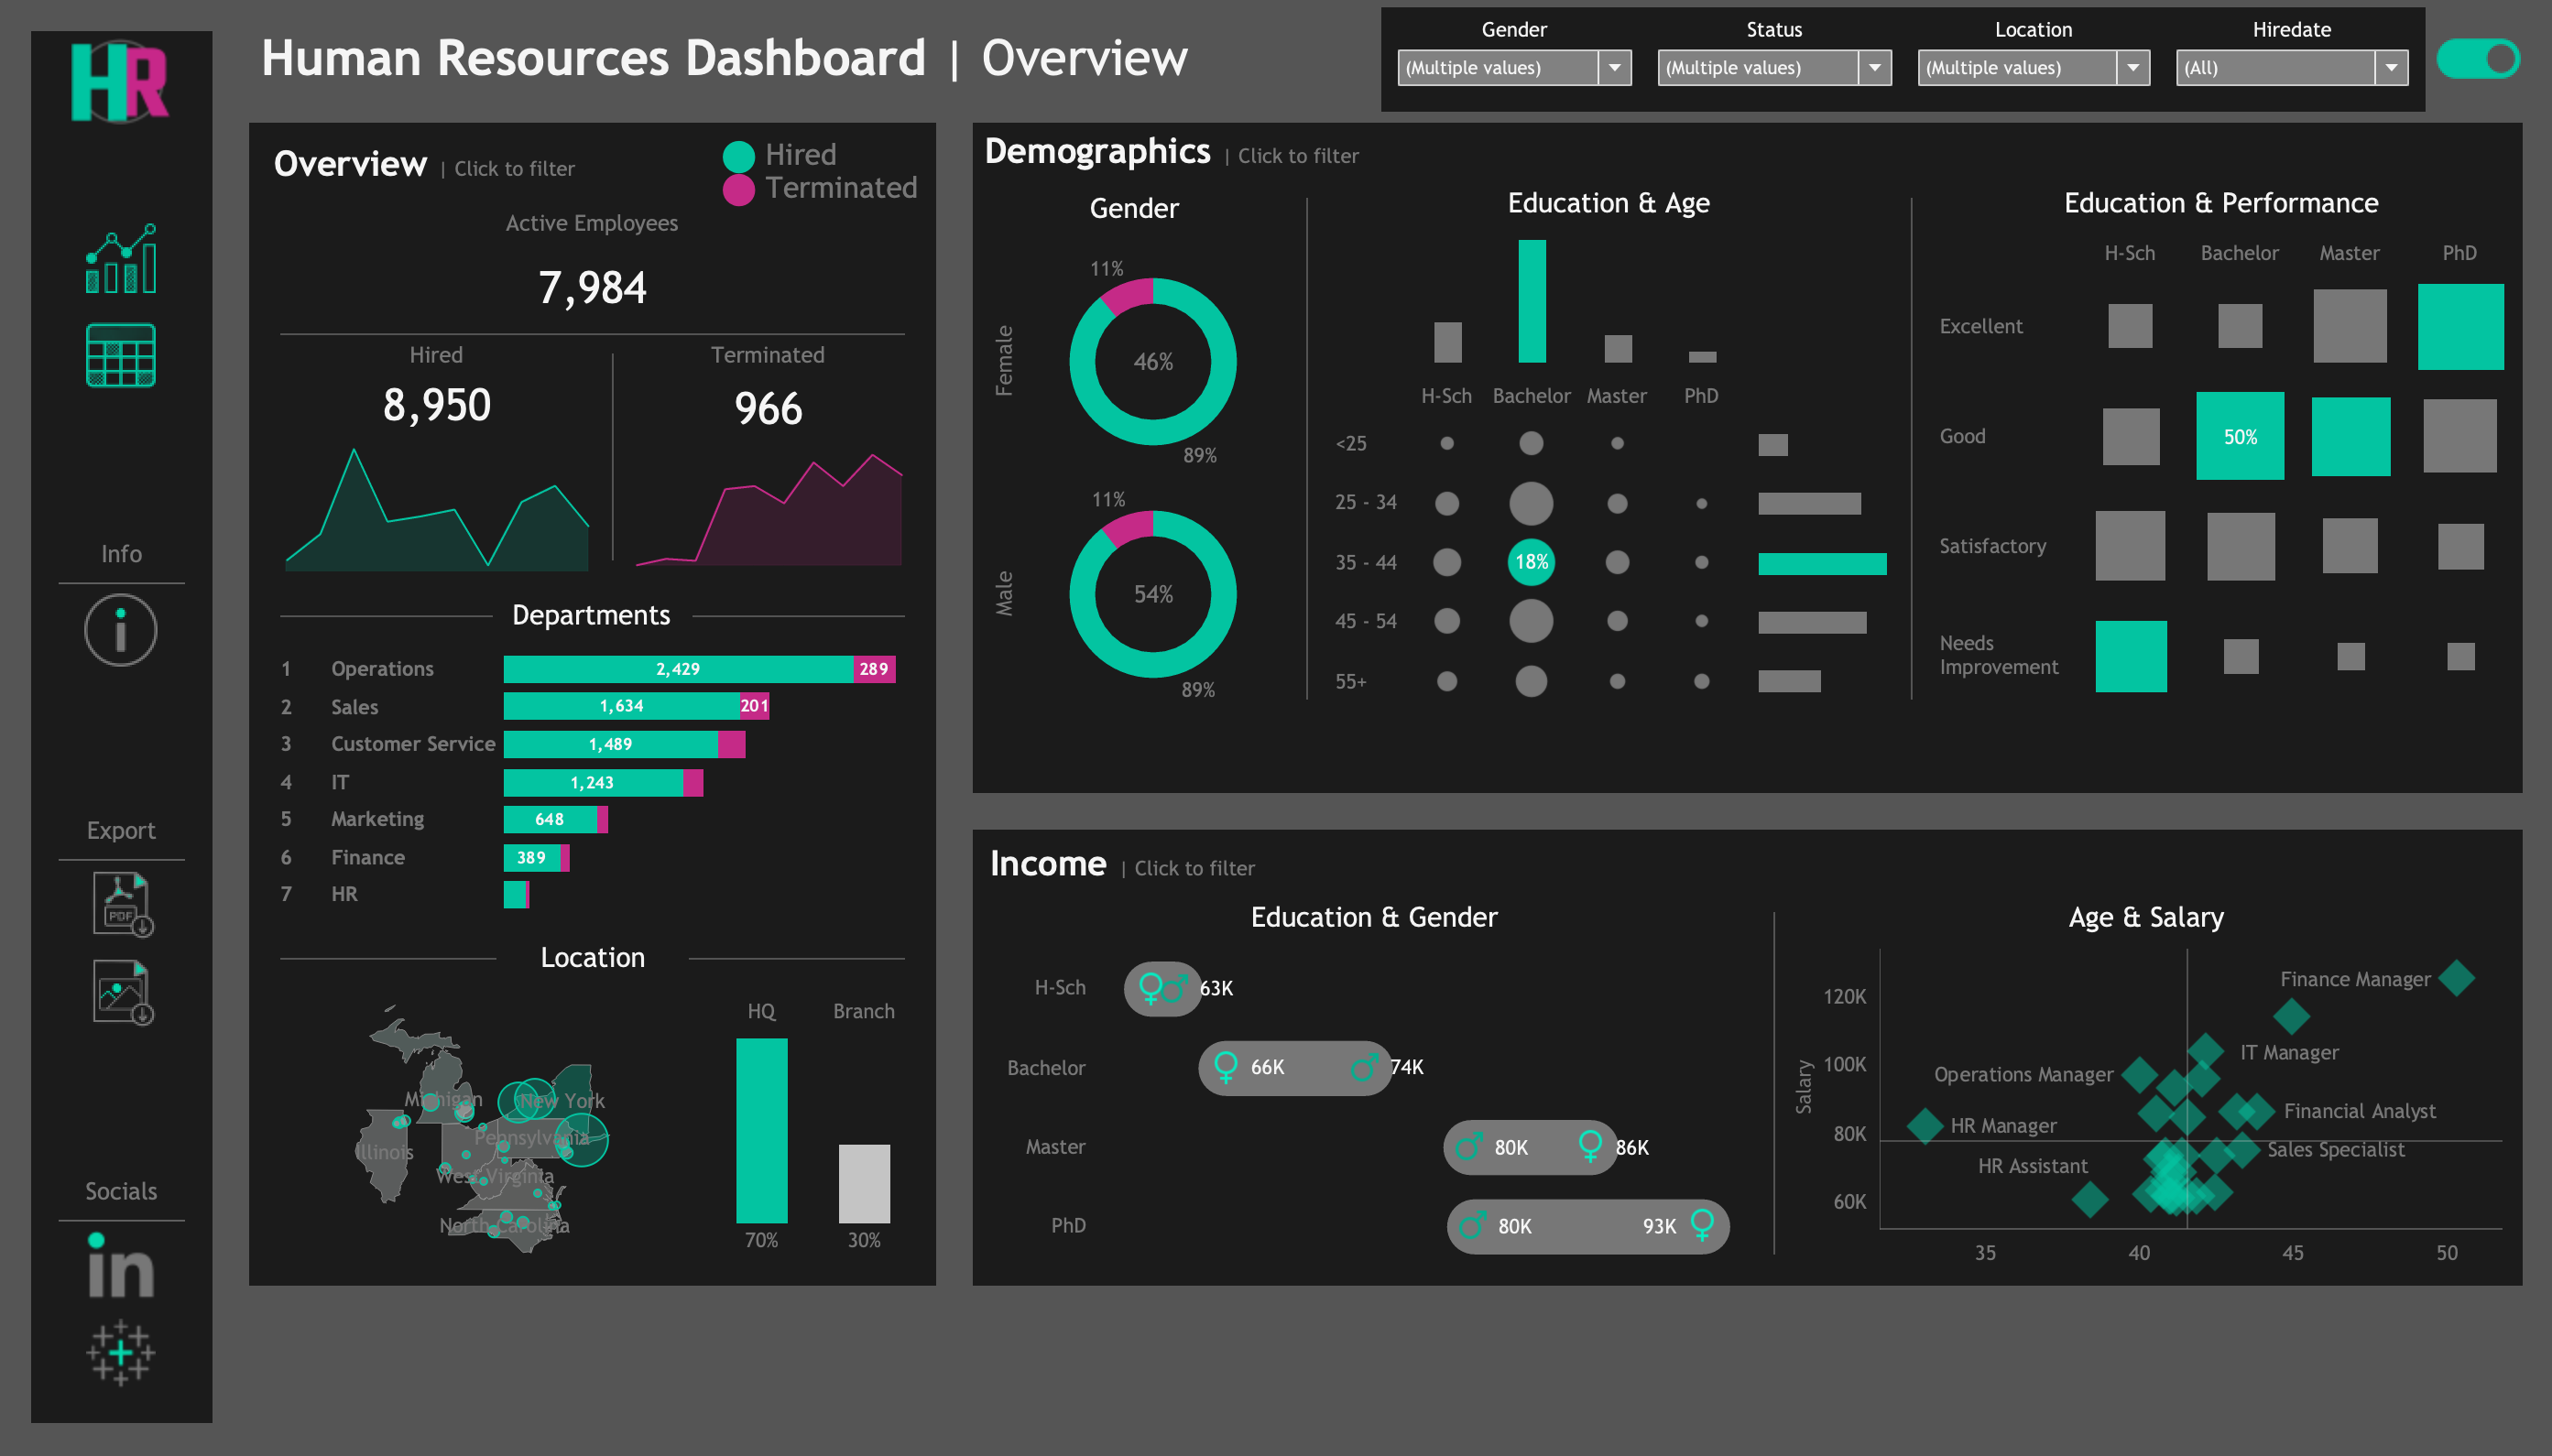 HR
Human Resources Dashboard | Overview
Gender
Status
Location
Hiredate
(Multiple values)
(Multiple values)
(Multiple values)
(All)
Info
Export
PDF
Socials
in
Overview | Click to filter
Hired
Terminated
Active Employees
7,984
Hired
8,950
Terminated
966
Departments
1 Operations 2,429 289
2 Sales 1,634 201
3 Customer Service 1,489
4 IT 1,243
5 Marketing 648
6 Finance 389
7 HR
Location
Michigan
New York
Illinois
Pennsylvania
West Virginia
North Carolina
HQ Branch
70% 30%
Demographics | Click to filter
Gender
Female
11%
46%
89%
Male
11%
54%
89%
Education & Age
H-Sch Bachelor Master PhD
<25
25 - 34
35 - 44 18%
45 - 54
55+
Education & Performance
H-Sch Bachelor Master PhD
Excellent
Good 50%
Satisfactory
Needs
Improvement
Income | Click to filter
Education & Gender
H-Sch 63K
Bachelor 66K 74K
Master 80K 86K
PhD 80K 93K
Age & Salary
Salary
120K
100K
80K
60K
Finance Manager
IT Manager
Operations Manager
Financial Analyst
HR Manager
Sales Specialist
HR Assistant
35 40 45 50